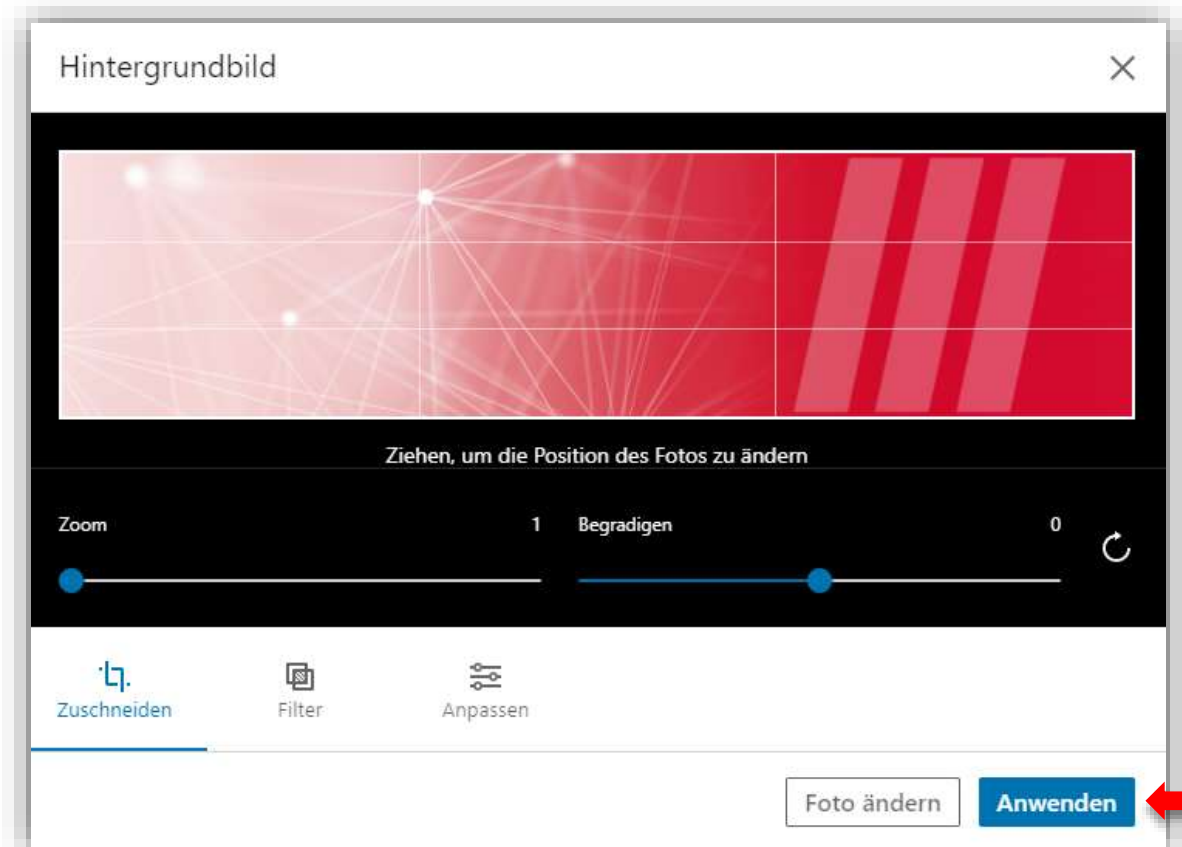 Hintergrundbild
Ziehen, um die Position des Fotos zu ändern
Zoom 1 Begradigen 0
Zuschneiden Filter Anpassen
Foto ändern Anwenden